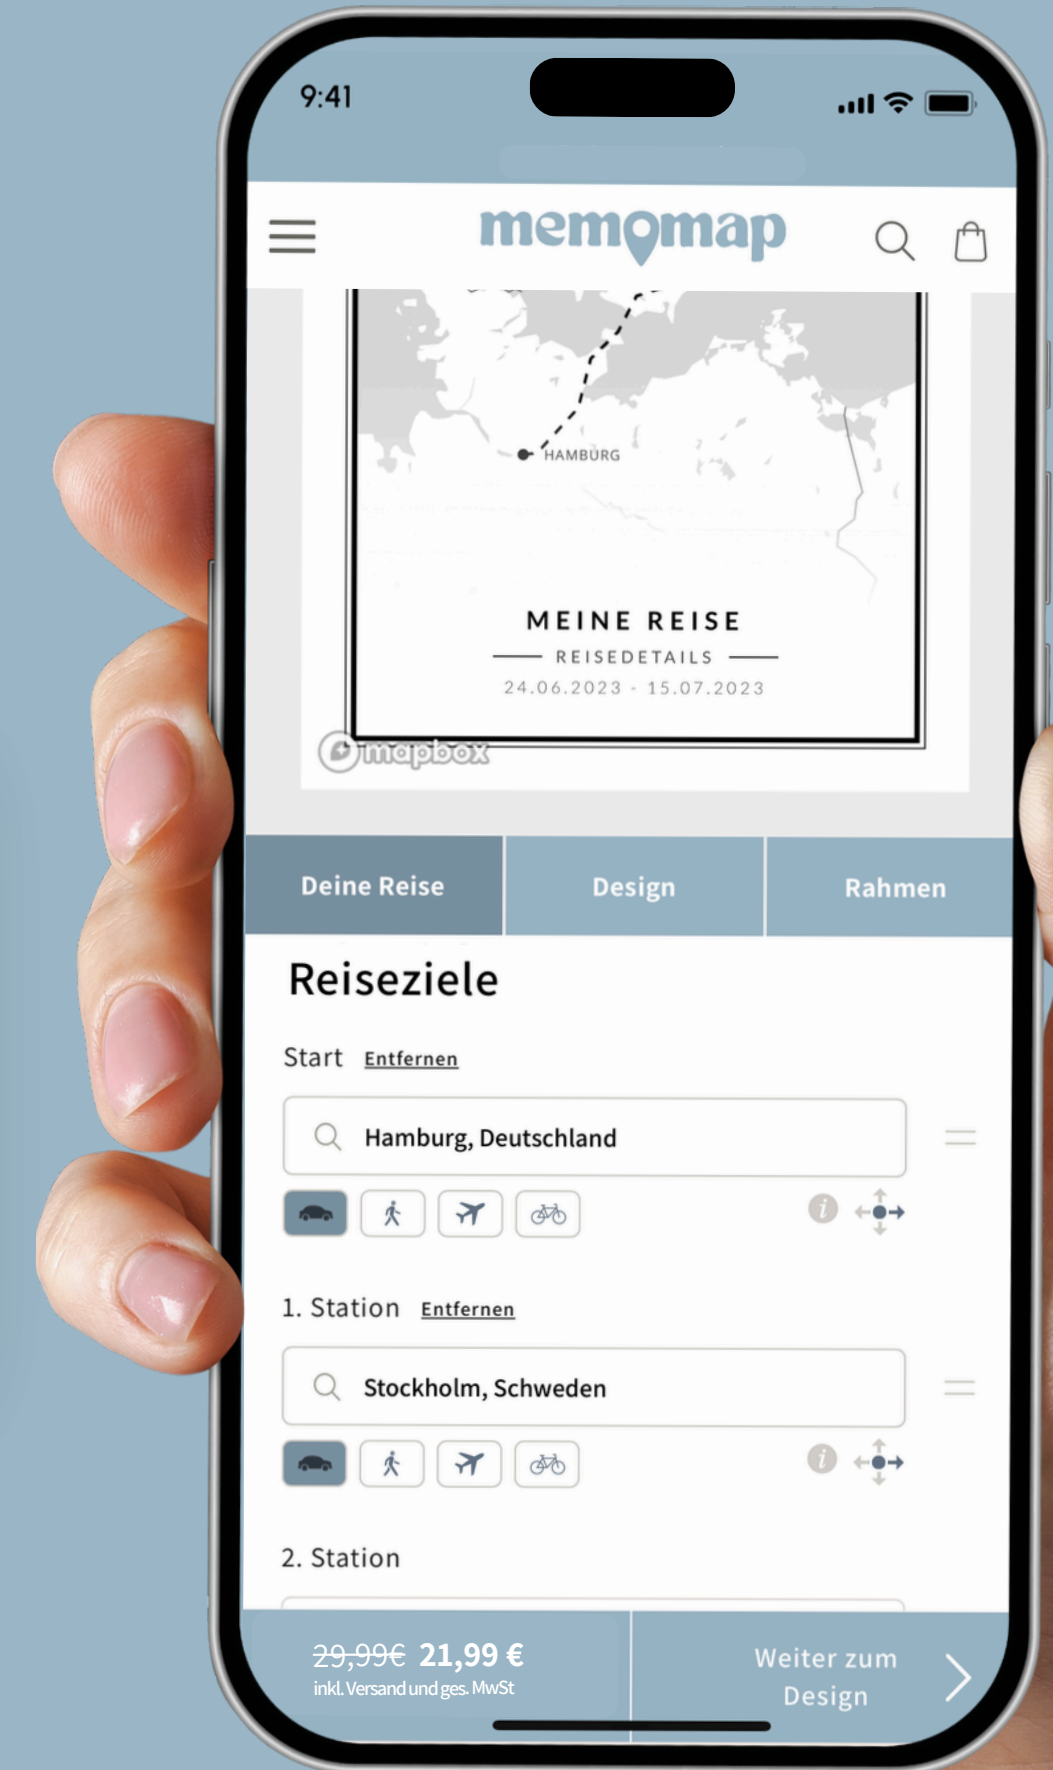 9:41
memomap
HAMBURG
MEINE REISE
REISEDETAILS
24.06.2023 - 15.07.2023
mapbox
Deine Reise
Design
Rahmen
Reiseziele
Start Entfernen
Hamburg, Deutschland
1. Station Entfernen
Stockholm, Schweden
2. Station
29,99€ 21,99 €
inkl. Versand und ges. MwSt
Weiter zum
Design